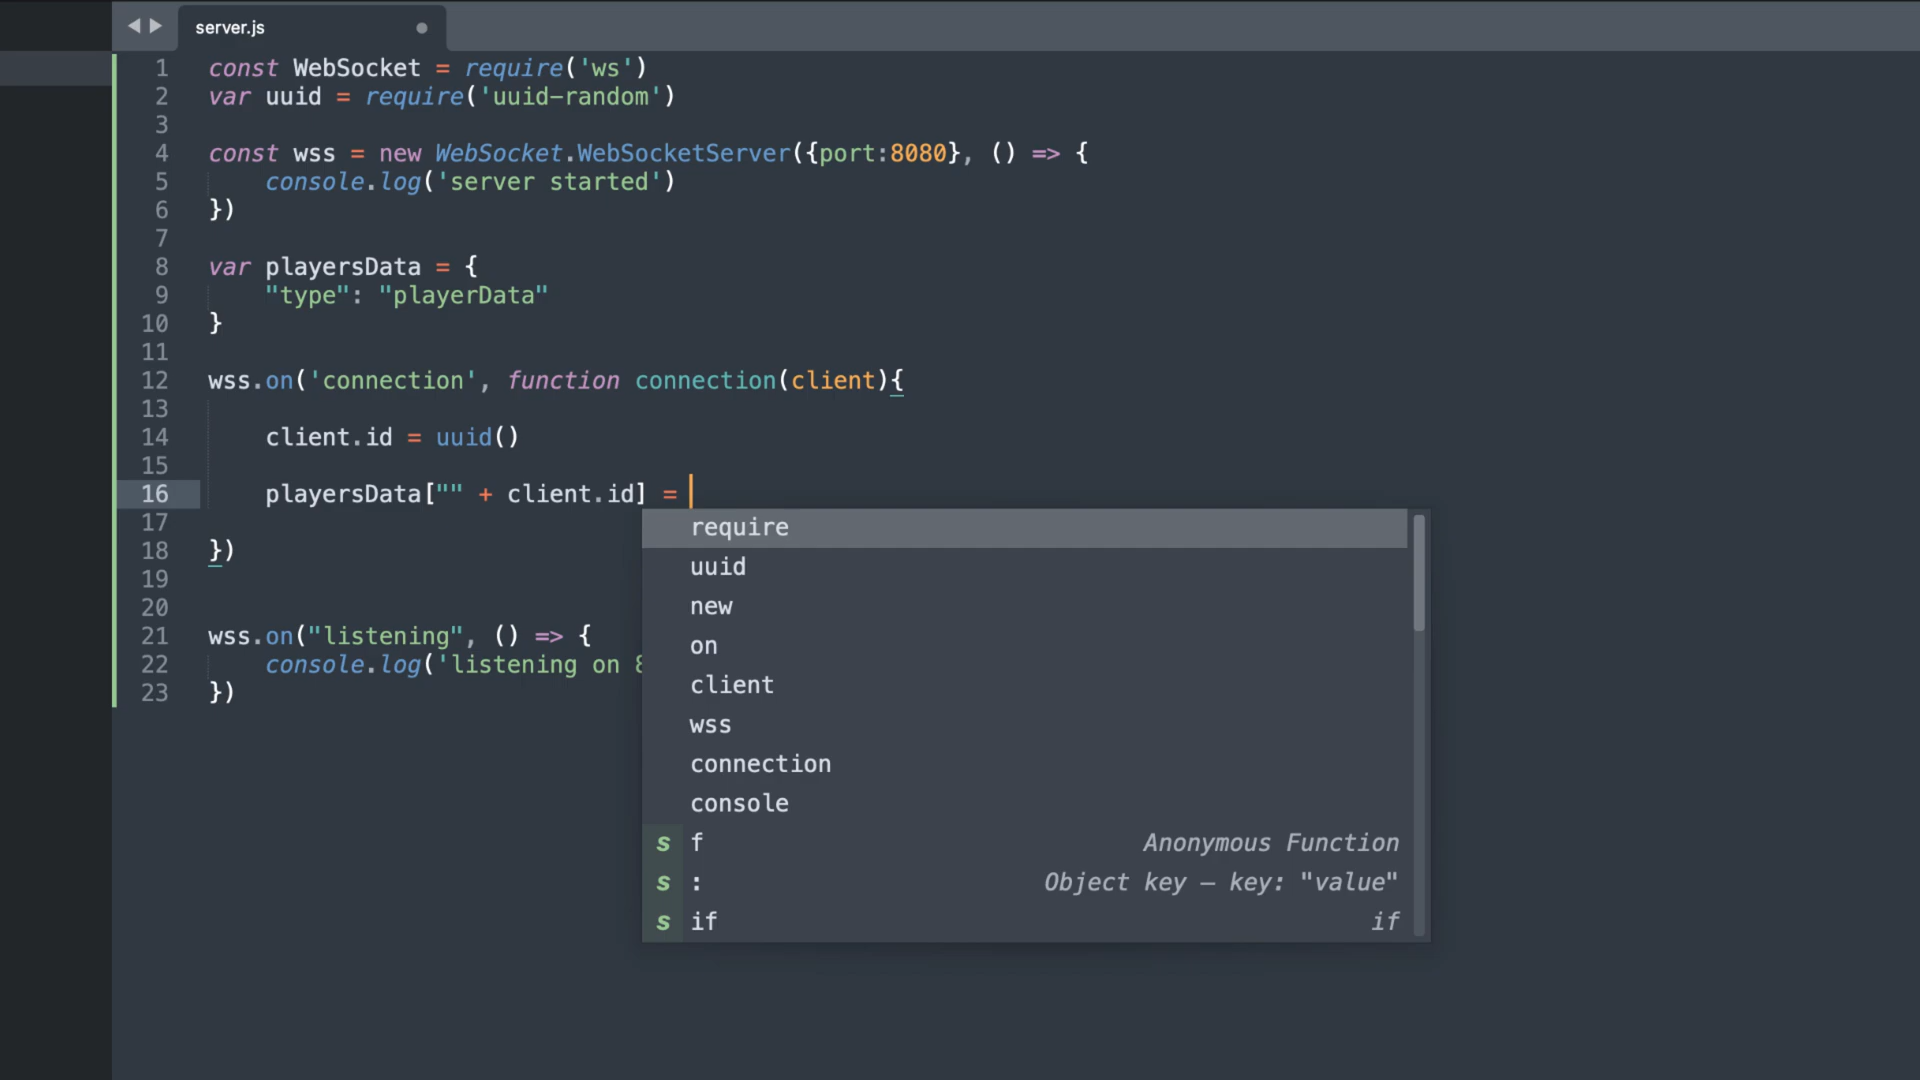 server.js
1 const WebSocket = require('ws')
2 var uuid = require('uuid-random')
3
4 const wss = new WebSocket.WebSocketServer({port:8080}, () => {
5 console.log('server started')
6 })
7
8 var playersData = {
9 "type": "playerData"
10 }
11
12 wss.on('connection', function connection(client){
13
14 client.id = uuid()
15
16 playersData["" + client.id] =
17
18 })
19
20
21 wss.on("listening", () => {
22 console.log('listening on
23 })
require
uuid
new
on
client
wss
connection
console
s f Anonymous Function
s : Object key – key: "value"
s if if